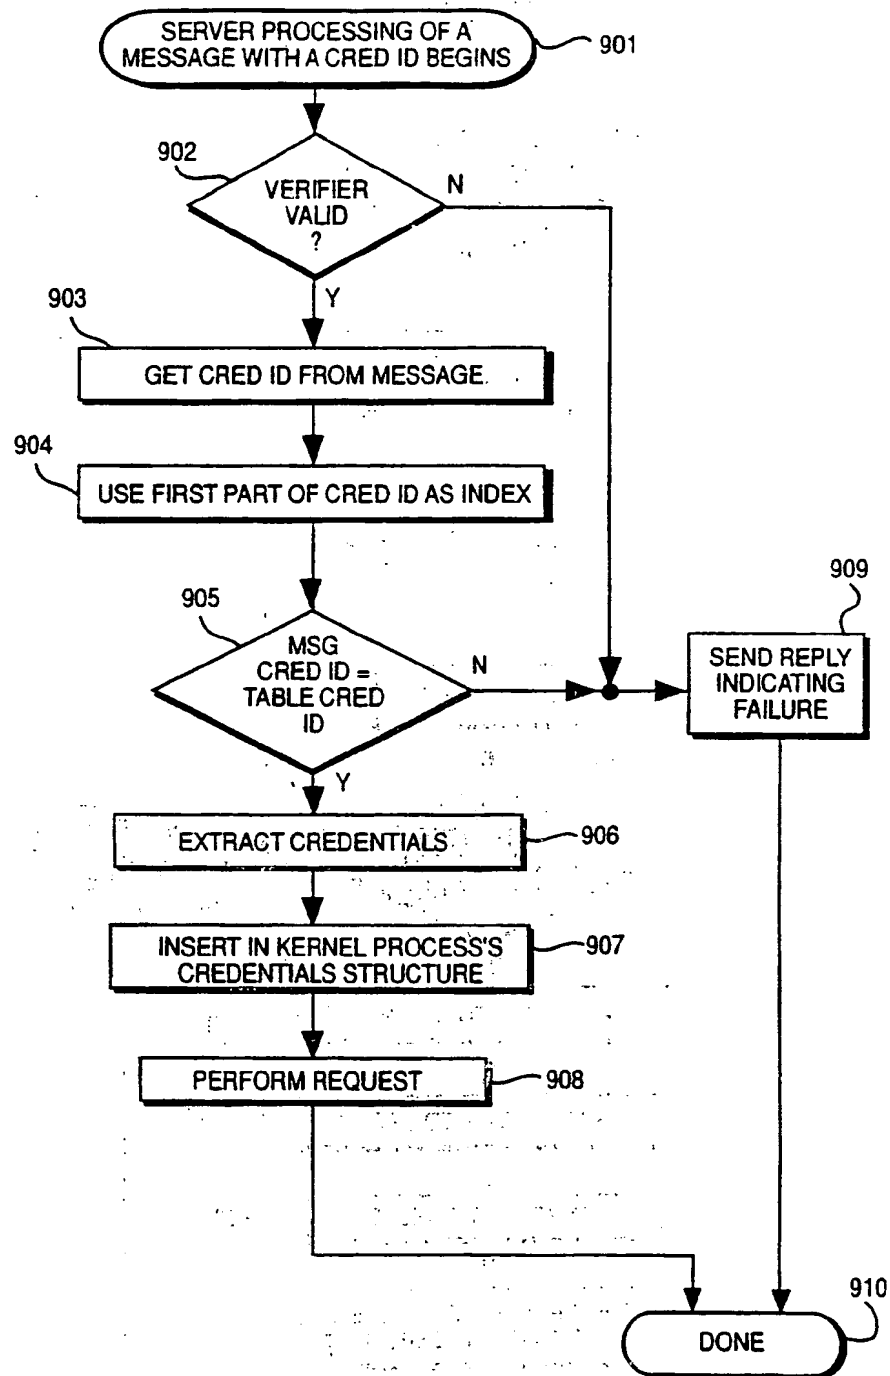 SERVER PROCESSING OF A
MESSAGE WITH A CRED ID BEGINS
901
902
VERIFIER
VALID
?
N
Y
903
GET CRED ID FROM MESSAGE
904
USE FIRST PART OF CRED ID AS INDEX
905
MSG
CRED ID =
TABLE CRED
ID
N
Y
909
SEND REPLY
INDICATING
FAILURE
EXTRACT CREDENTIALS
906
INSERT IN KERNEL PROCESS'S
CREDENTIALS STRUCTURE
907
PERFORM REQUEST
908
910
DONE